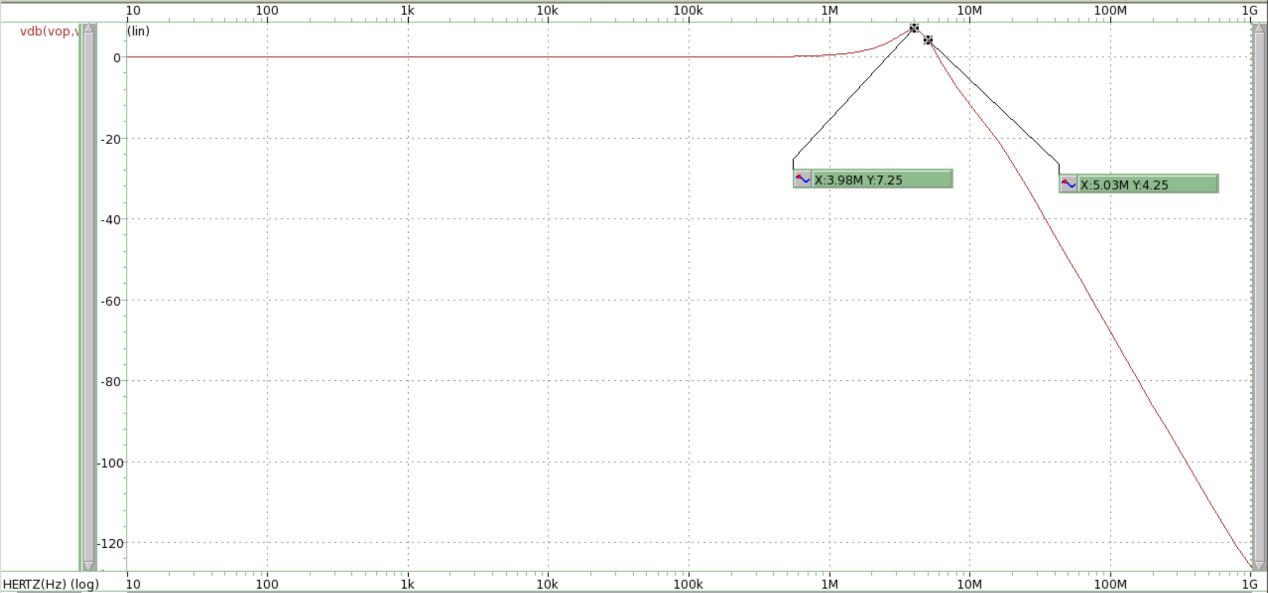 10 100 1k 10k 100k 1M 10M 100M 1G
vdb(vop,v (lin)
0
-20
X:3.98M Y:7.25
X:5.03M Y:4.25
-40
-60
-80
-100
-120
HERTZ(Hz) (log) 10 100 1k 10k 100k 1M 10M 100M 1G